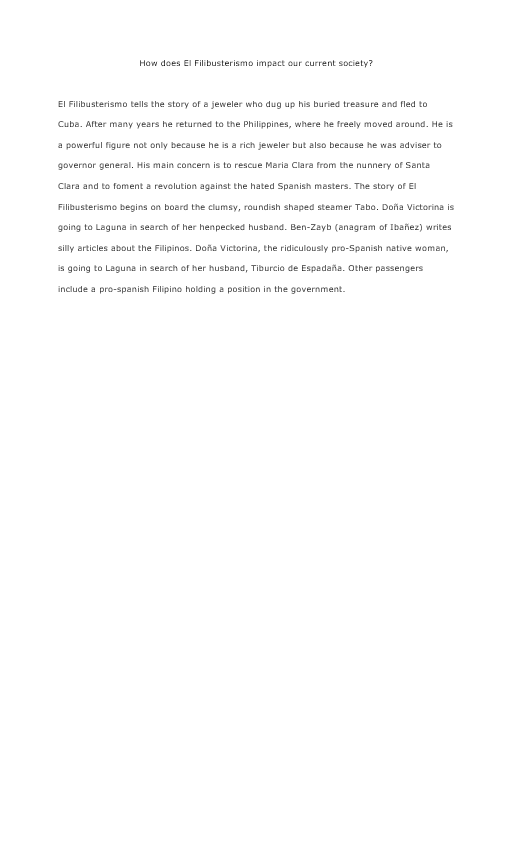 How does El Filibusterismo impact our current society?
El Filibusterismo tells the story of a jeweler who dug up his buried treasure and fled to
Cuba. After many years he returned to the Philippines, where he freely moved around. He is
a powerful figure not only because he is a rich jeweler but also because he was adviser to
governor general. His main concern is to rescue Maria Clara from the nunnery of Santa
Clara and to foment a revolution against the hated Spanish masters. The story of El
Filibusterismo begins on board the clumsy, roundish shaped steamer Tabo. Doña Victorina is
going to Laguna in search of her henpecked husband. Ben-Zayb (anagram of Ibañez) writes
silly articles about the Filipinos. Doña Victorina, the ridiculously pro-Spanish native woman,
is going to Laguna in search of her husband, Tiburcio de Espadaña. Other passengers
include a pro-spanish Filipino holding a position in the government.